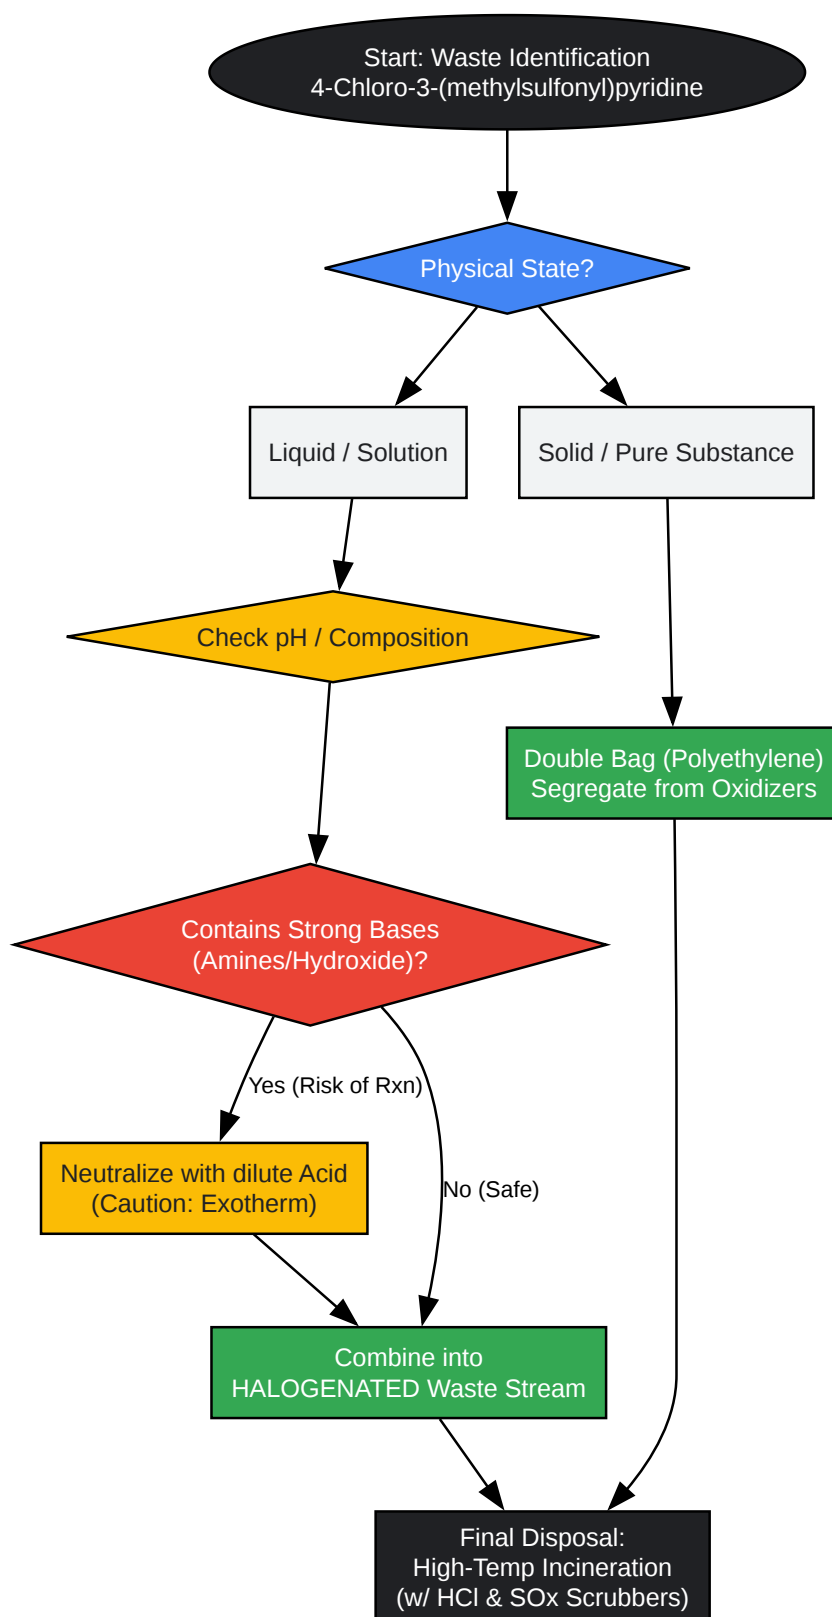 Start: Waste Identification
4-Chloro-3-(methylsulfonyl)pyridine
Physical State?
Liquid / Solution
Solid / Pure Substance
Check pH / Composition
Double Bag (Polyethylene)
Segregate from Oxidizers
Contains Strong Bases
(Amines/Hydroxide)?
Yes (Risk of Rxn)
Neutralize with dilute Acid
(Caution: Exotherm)
No (Safe)
Combine into
HALOGENATED Waste Stream
Final Disposal:
High-Temp Incineration
(w/ HCl & SOx Scrubbers)